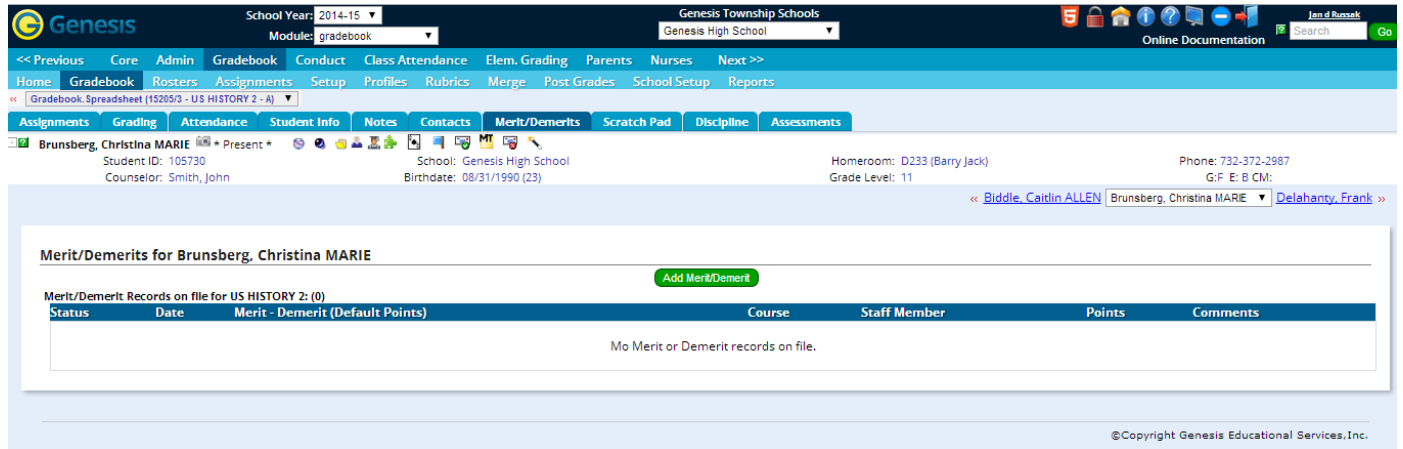 Genesis
School Year: 2014-15
Module: gradebook
Genesis Township Schools
Genesis High School
Online Documentation
Jan d Russak
Search Go
<< Previous Core Admin Gradebook Conduct Class Attendance Elem. Grading Parents Nurses Next >>
Home Gradebook Rosters Assignments Setup Profiles Rubrics Merge Post Grades School Setup Reports
« Gradebook.Spreadsheet (15205/3 - US HISTORY 2 - A)
Assignments Grading Attendance Student Info Notes Contacts Merit/Demerits Scratch Pad Discipline Assessments
Brunsberg, Christina MARIE * Present * MT
Student ID: 105730 School: Genesis High School Homeroom: D233 (Barry Jack) Phone: 732-372-2987
Counselor: Smith, John Birthdate: 08/31/1990 (23) Grade Level: 11 G:F E: B CM:
« Biddle, Caitlin ALLEN Brunsberg, Christina MARIE Delahanty, Frank »
Merit/Demerits for Brunsberg, Christina MARIE
Add Merit/Demerit
Merit/Demerit Records on file for US HISTORY 2: (0)
Status Date Merit - Demerit (Default Points) Course Staff Member Points Comments
Mo Merit or Demerit records on file.
©Copyright Genesis Educational Services,Inc.